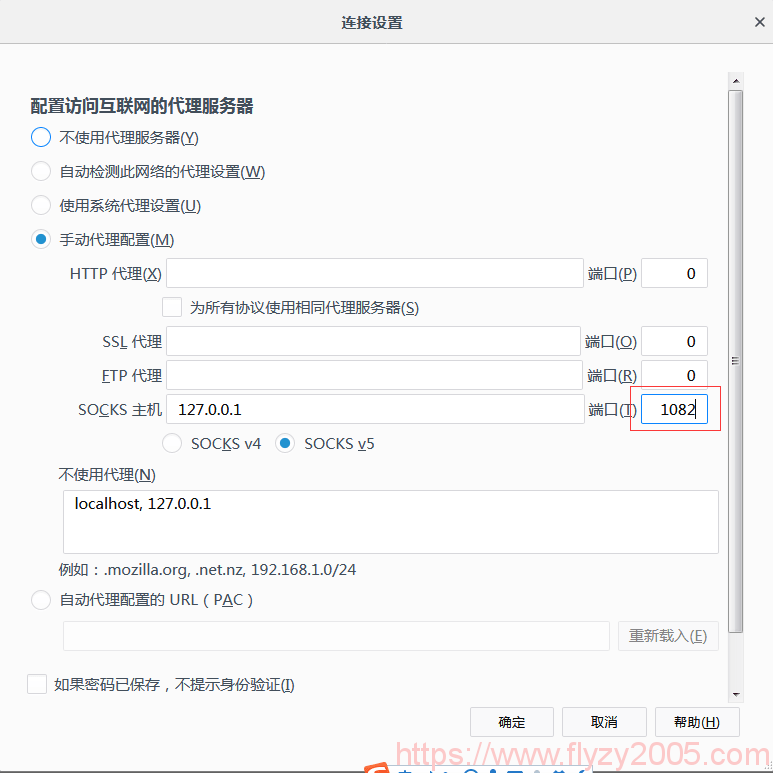 连接设置
配置访问互联网的代理服务器
不使用代理服务器(Y)
自动检测此网络的代理设置(W)
使用系统代理设置(U)
手动代理配置(M)
HTTP 代理(X) 端口(P) 0
为所有协议使用相同代理服务器(S)
SSL 代理 端口(O) 0
FTP 代理 端口(R) 0
SOCKS 主机 127.0.0.1 端口(T) 1082
SOCKS v4 SOCKS v5
不使用代理(N)
localhost, 127.0.0.1
例如：.mozilla.org, .net.nz, 192.168.1.0/24
自动代理配置的 URL（PAC）
重新载入(E)
如果密码已保存，不提示身份验证(I)
确定 取消 帮助(H)
https://www.flyzy2005.com